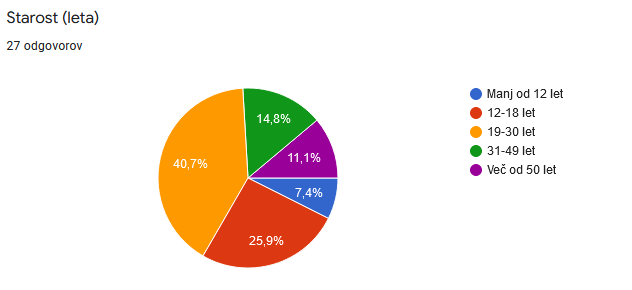 Starost (leta)
27 odgovorov
Manj od 12 let
12-18 let
19-30 let
31-49 let
Več od 50 let
14,8%
11,1%
40,7%
7,4%
25,9%